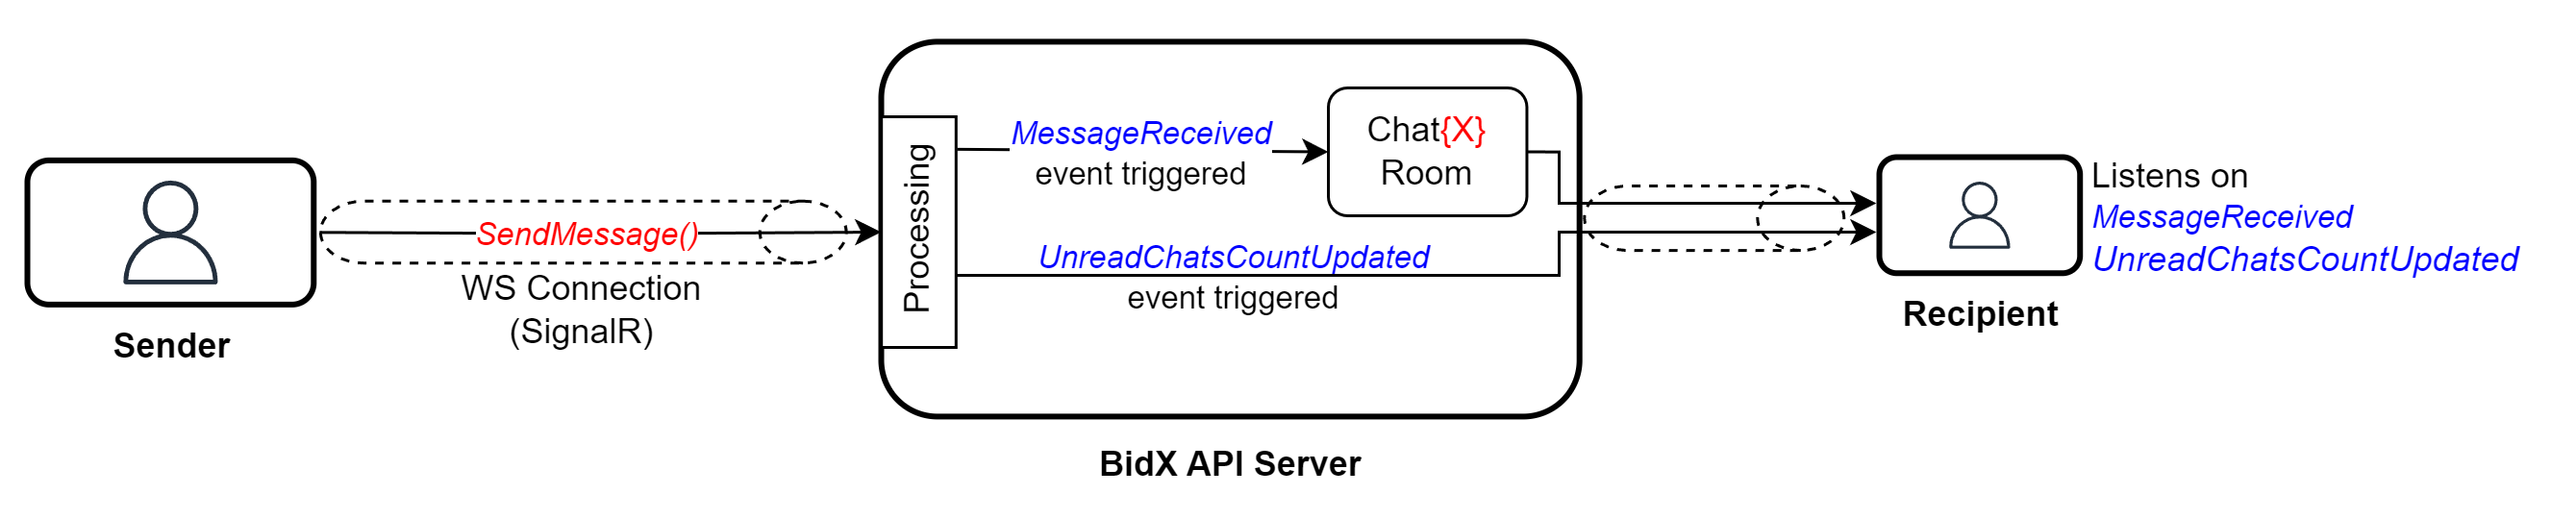 Sender
SendMessage()
WS Connection
(SignalR)
Processing
MessageReceived
event triggered
Chat{X}
Room
UnreadChatsCountUpdated
event triggered
BidX API Server
Listens on
MessageReceived
UnreadChatsCountUpdated
Recipient